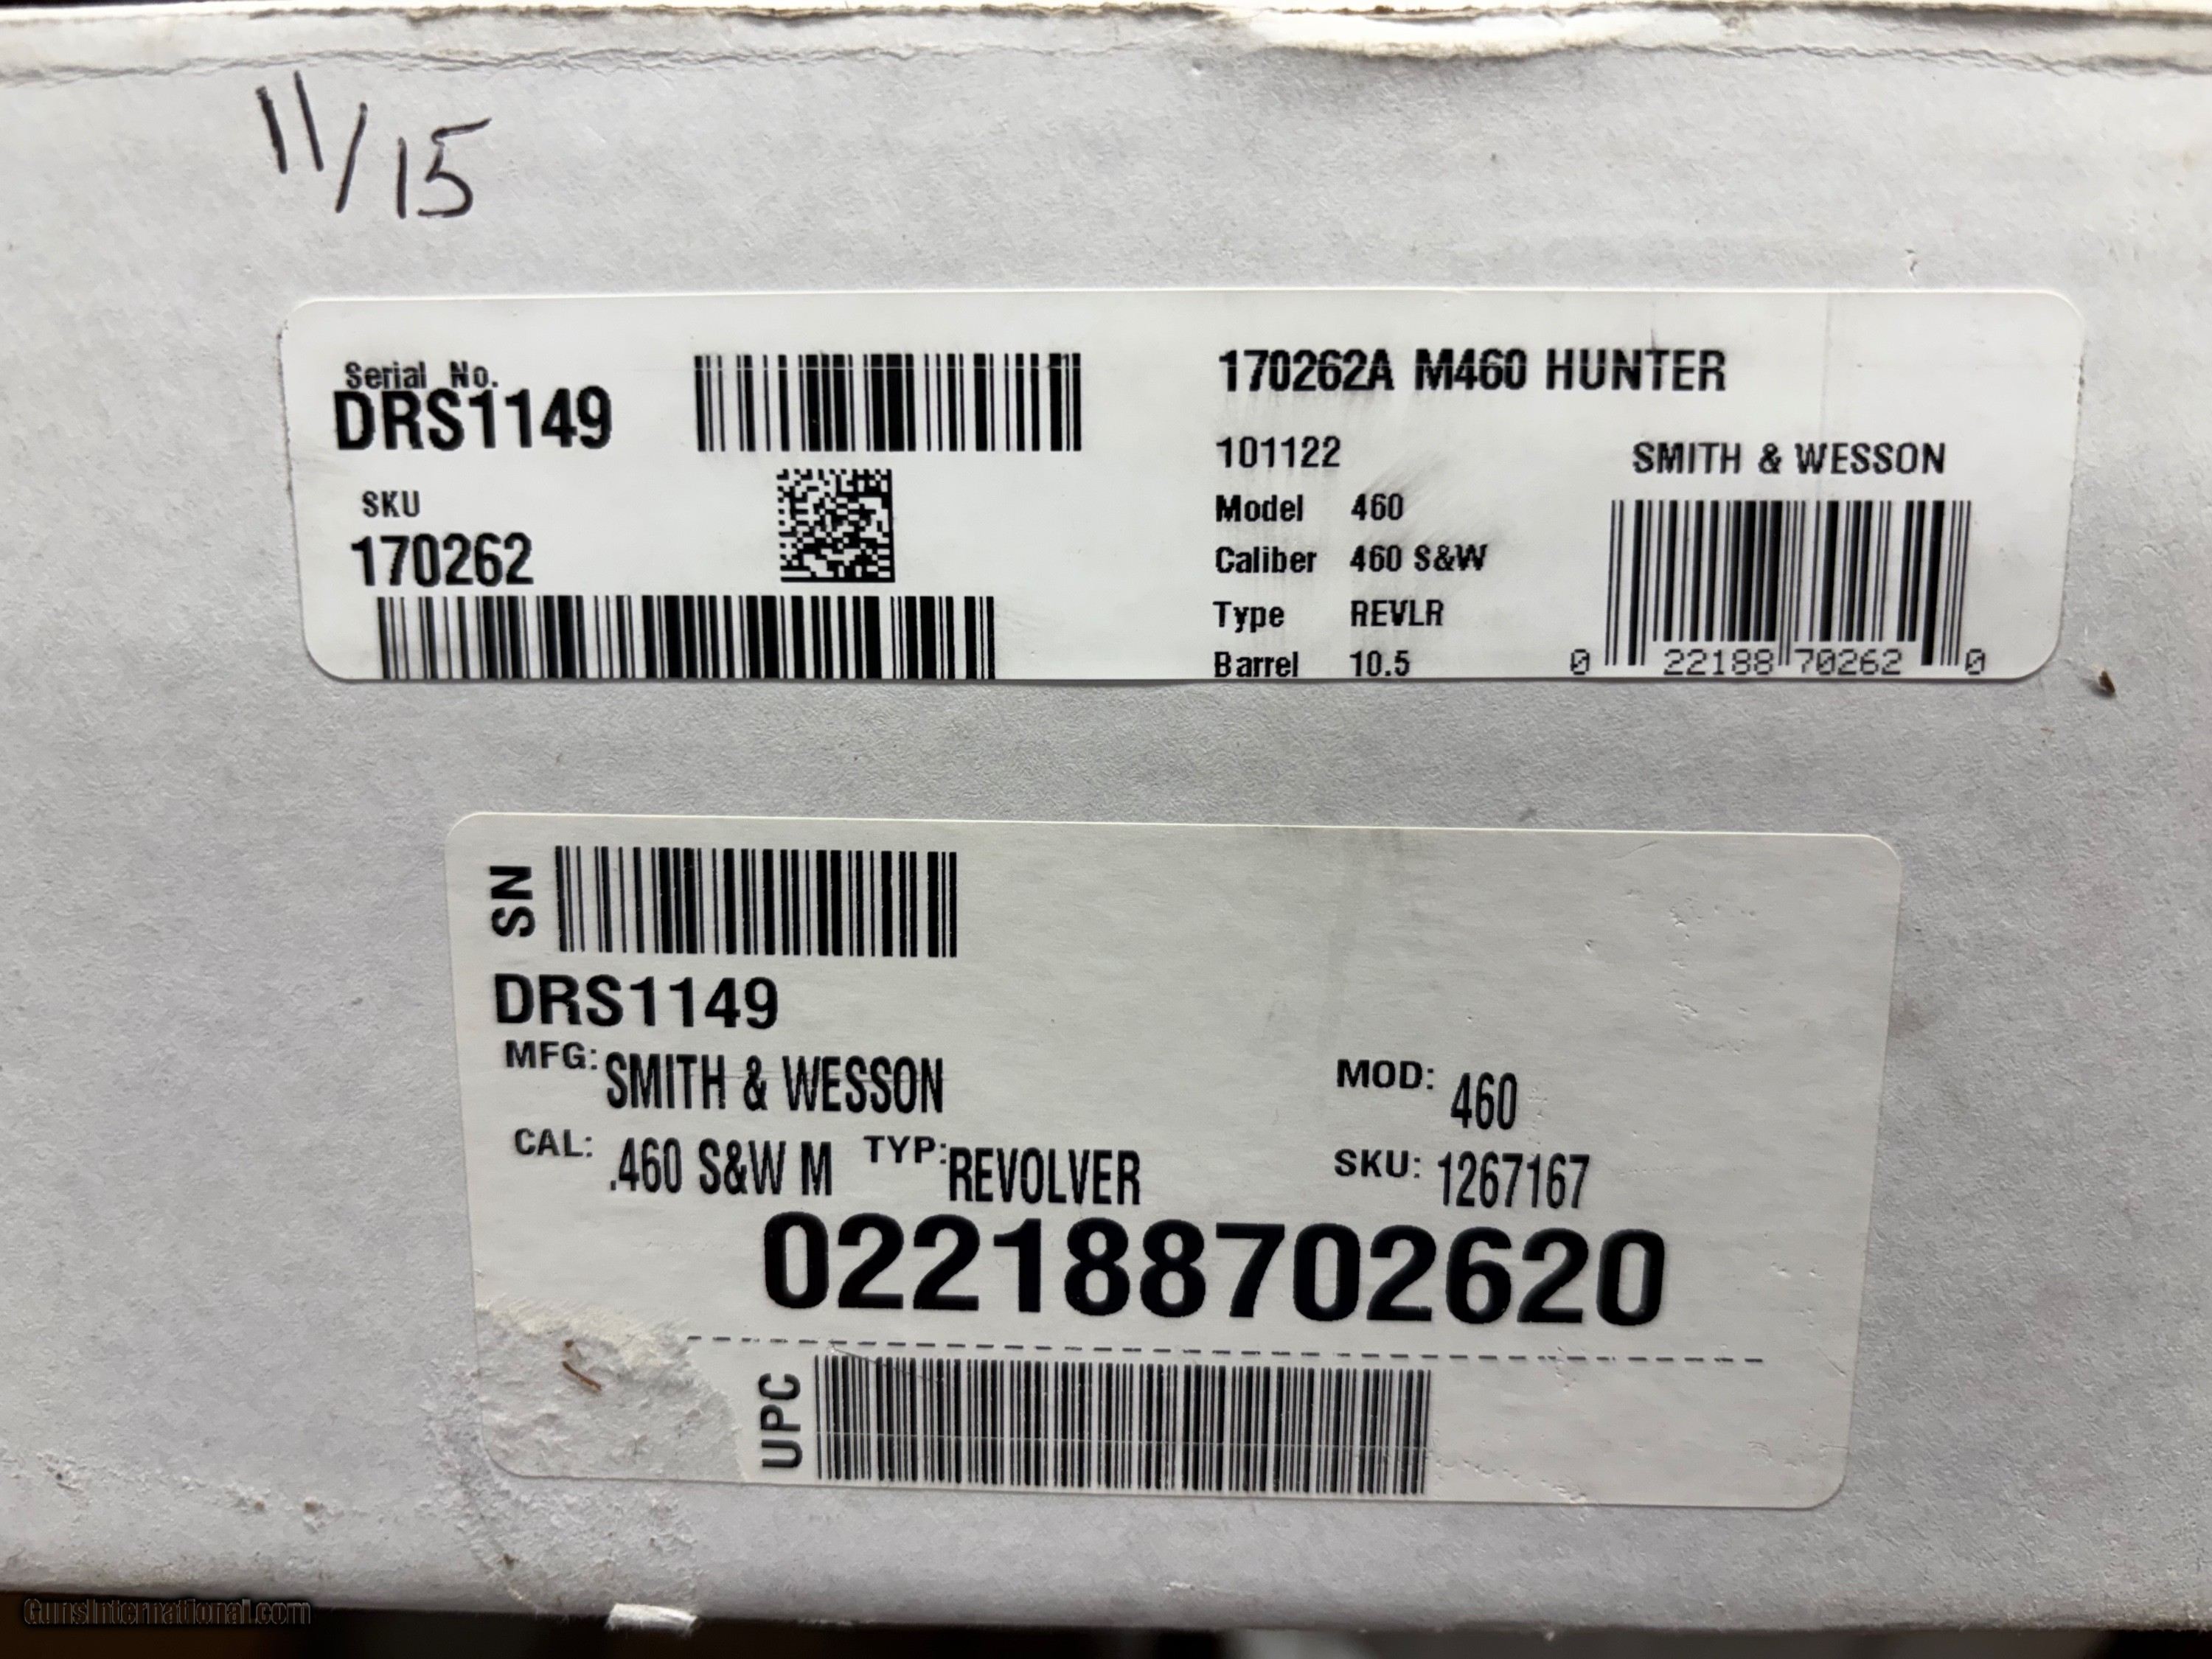 11/15
Serial No.
DRS1149
SKU
170262
170262A M460 HUNTER
101122
SMITH & WESSON
Model 460
Caliber 460 S&W
Type REVLR
Barrel 10.5
0 22188 70262 0
SN
DRS1149
MFG: SMITH & WESSON
MOD: 460
CAL: .460 S&W M TYP: REVOLVER
SKU: 1267167
022188702620
UPC
GunsInternational.com